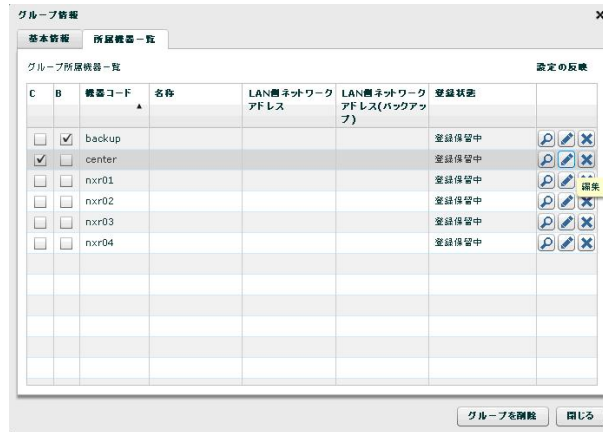 グループ情報
基本情報 所属機器一覧
グループ所属機器一覧 設定の反映
C B 機器コード 名称 LAN側ネットワークアドレス LAN側ネットワークアドレス(バックアップ) 登録状態
backup 登録保留中
center 登録保留中
nxr01 登録保留中
編集
nxr02 登録保留中
nxr03 登録保留中
nxr04 登録保留中
グループを削除 閉じる